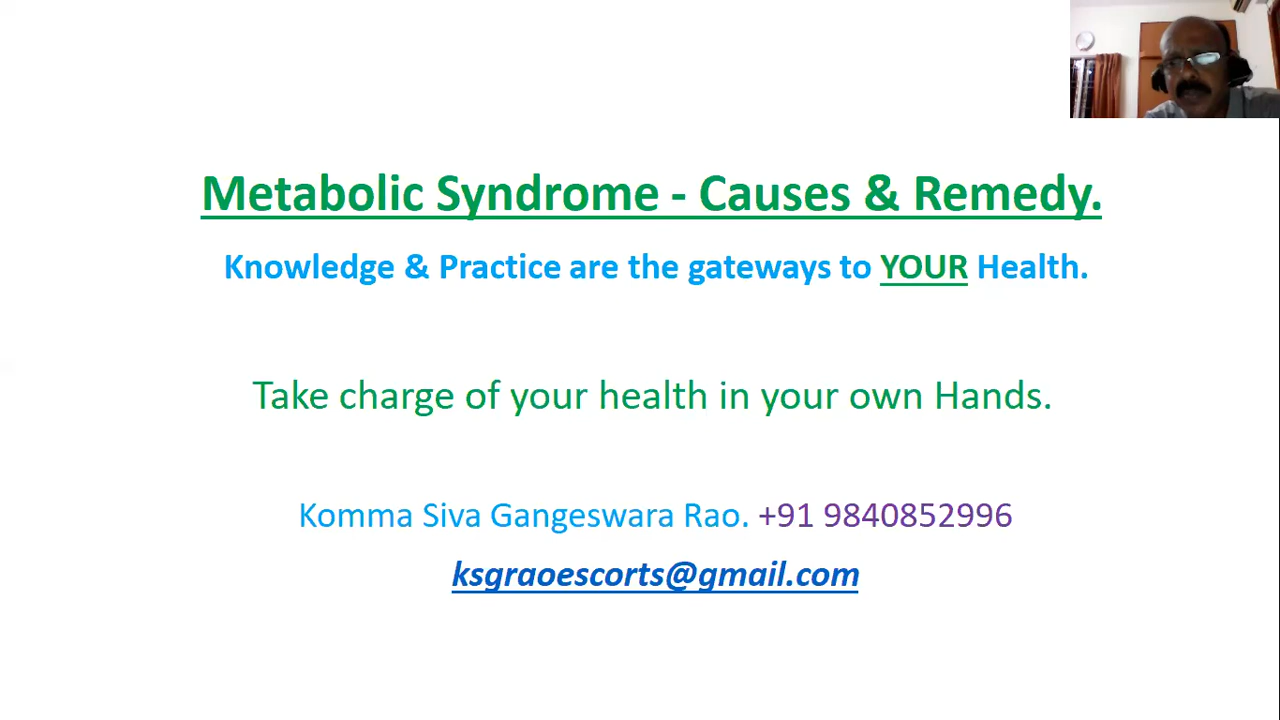 Metabolic Syndrome - Causes & Remedy.
Knowledge & Practice are the gateways to YOUR Health.
Take charge of your health in your own Hands.
Komma Siva Gangeswara Rao. +91 9840852996
ksgraoescorts@gmail.com